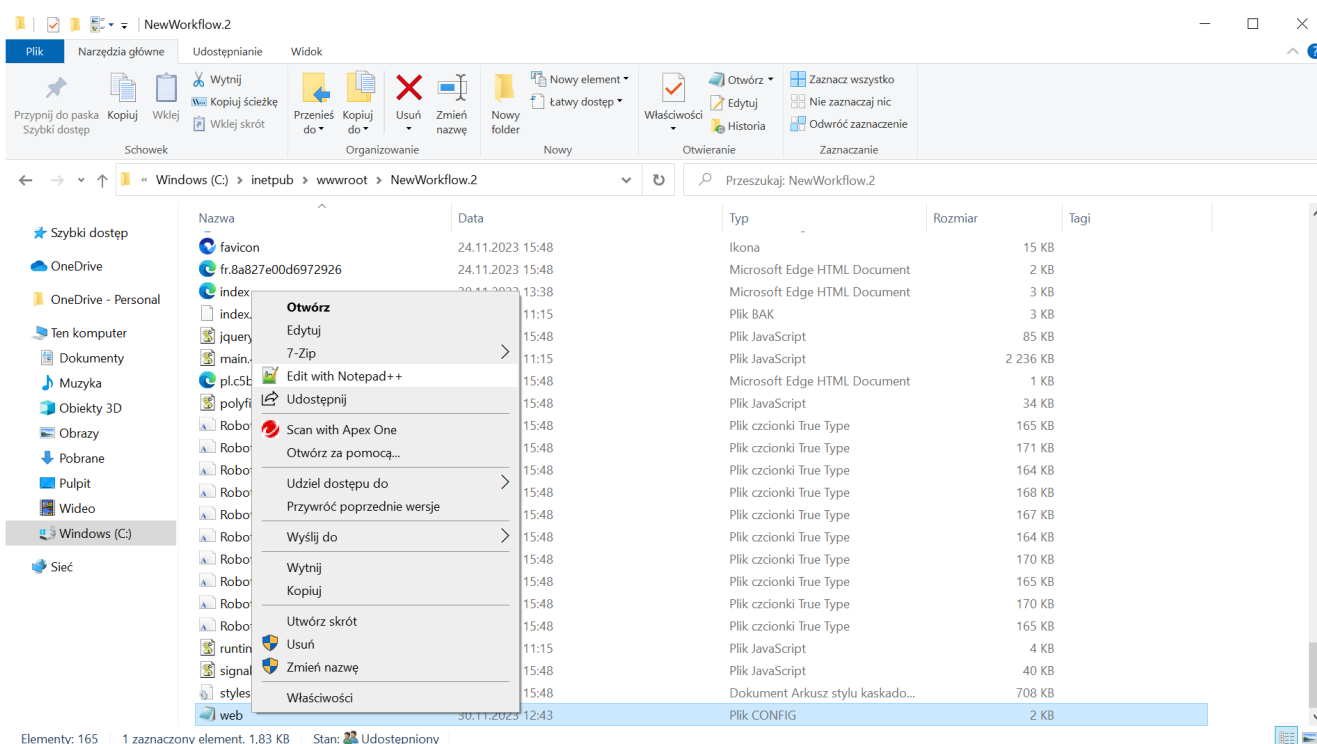 NewWorkflow.2
Plik Narzędzia główne Udostępnianie Widok
Przypnij do paska Szybki dostęp
Kopiuj
Wklej
Wytnij
Kopiuj ścieżkę
Wklej skrót
Schowek
Przenieś do
Kopiuj do
Usuń
Zmień nazwę
Organizowanie
Nowy folder
Nowy element
Łatwy dostęp
Nowy
Właściwości
Otwórz
Edytuj
Historia
Otwieranie
Zaznacz wszystko
Nie zaznaczaj nic
Odwróć zaznaczenie
Zaznaczanie
« Windows (C:) > inetpub > wwwroot > NewWorkflow.2
Przeszukaj: NewWorkflow.2
Szybki dostęp
OneDrive
OneDrive - Personal
Ten komputer
Dokumenty
Muzyka
Obiekty 3D
Obrazy
Pobrane
Pulpit
Wideo
Windows (C:)
Sieć
Nazwa Data Typ Rozmiar Tagi
favicon 24.11.2023 15:48 Ikona 15 KB
fr.8a827e00d6972926 24.11.2023 15:48 Microsoft Edge HTML Document 2 KB
index 13:38 Microsoft Edge HTML Document 3 KB
index. 11:15 Plik BAK 3 KB
jquery 15:48 Plik JavaScript 85 KB
main. 11:15 Plik JavaScript 2 236 KB
pl.c5b 15:48 Microsoft Edge HTML Document 1 KB
polyfi 15:48 Plik JavaScript 34 KB
Robo 15:48 Plik czcionki True Type 165 KB
Robo 15:48 Plik czcionki True Type 171 KB
Robo 15:48 Plik czcionki True Type 164 KB
Robo 15:48 Plik czcionki True Type 168 KB
Robo 15:48 Plik czcionki True Type 167 KB
Robo 15:48 Plik czcionki True Type 164 KB
Robo 15:48 Plik czcionki True Type 170 KB
Robo 15:48 Plik czcionki True Type 165 KB
Robo 15:48 Plik czcionki True Type 170 KB
Robo 15:48 Plik czcionki True Type 165 KB
runtin 11:15 Plik JavaScript 4 KB
signal 15:48 Plik JavaScript 40 KB
styles 15:48 Dokument Arkusz stylu kaskado... 708 KB
web 30.11.2023 12:43 Plik CONFIG 2 KB
Otwórz
Edytuj
7-Zip
Edit with Notepad++
Udostępnij
Scan with Apex One
Otwórz za pomocą...
Udziel dostępu do
Przywróć poprzednie wersje
Wyślij do
Wytnij
Kopiuj
Utwórz skrót
Usuń
Zmień nazwę
Właściwości
Elementy: 165 1 zaznaczony element. 1,83 KB Stan: Udostępniony